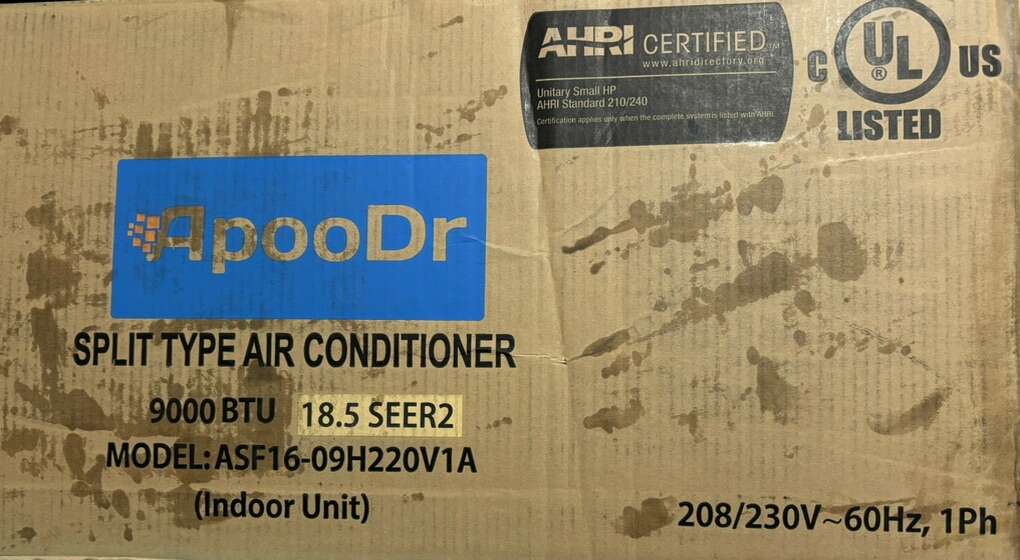 AHRI CERTIFIED™
www.ahridirectory.org
Unitary Small HP
AHRI Standard 210/240
Certification applies only when the complete system is listed with AHRI.
C UL® US
LISTED
ApooDr
SPLIT TYPE AIR CONDITIONER
9000 BTU 18.5 SEER2
MODEL: ASF16-09H220V1A
(Indoor Unit)
208/230V~60Hz, 1Ph